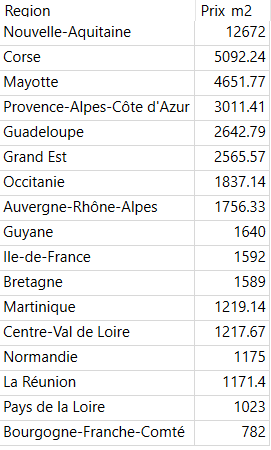 Region Prix m2
Nouvelle-Aquitaine 12672
Corse 5092.24
Mayotte 4651.77
Provence-Alpes-Côte d'Azur 3011.41
Guadeloupe 2642.79
Grand Est 2565.57
Occitanie 1837.14
Auvergne-Rhône-Alpes 1756.33
Guyane 1640
Ile-de-France 1592
Bretagne 1589
Martinique 1219.14
Centre-Val de Loire 1217.67
Normandie 1175
La Réunion 1171.4
Pays de la Loire 1023
Bourgogne-Franche-Comté 782